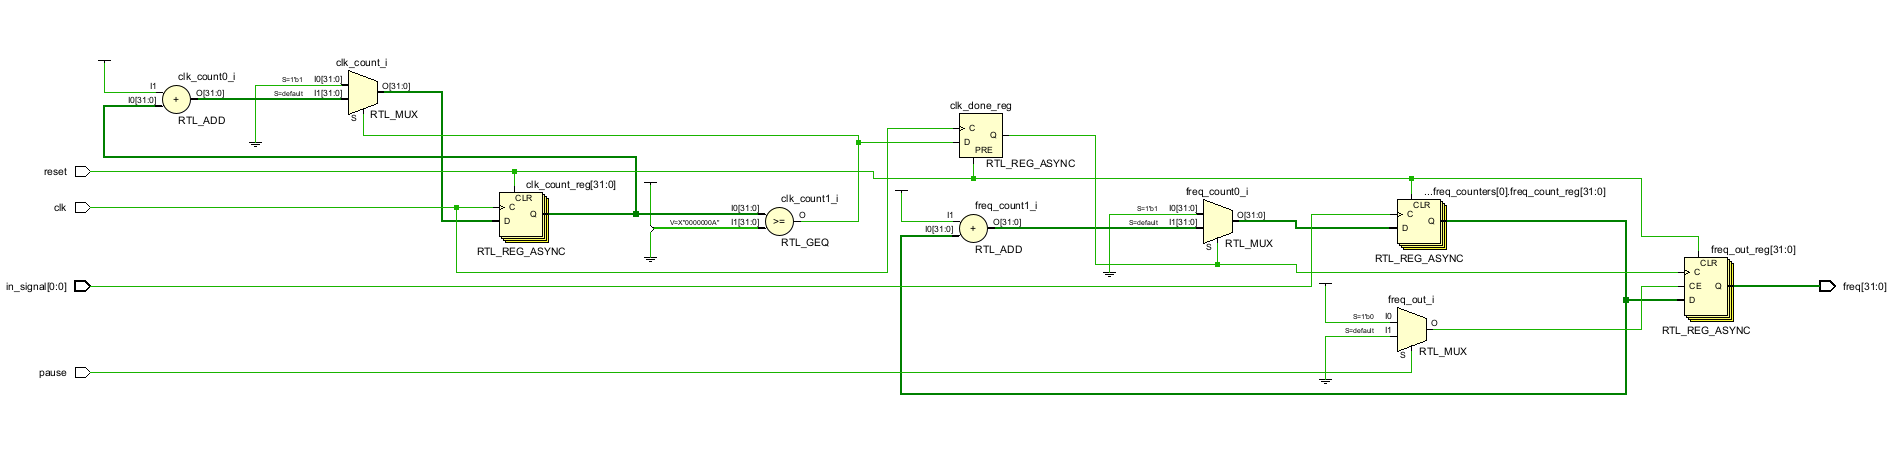 clk_count0_i
I1
I0[31:0]
+
O[31:0]
RTL_ADD
clk_count_i
S=1'b1
I0[31:0]
S=default
I1[31:0]
O[31:0]
S
RTL_MUX
reset
clk
in_signal[0:0]
pause
clk_count_reg[31:0]
CLR
C
D
Q
RTL_REG_ASYNC
clk_count1_i
I0[31:0]
V=X"0000000A"
I1[31:0]
>=
O
RTL_GEQ
clk_done_reg
C
D
Q
PRE
RTL_REG_ASYNC
freq_count1_i
I1
I0[31:0]
+
O[31:0]
RTL_ADD
freq_count0_i
S=1'b1
I0[31:0]
S=default
I1[31:0]
O[31:0]
S
RTL_MUX
...freq_counters[0].freq_count_reg[31:0]
CLR
C
D
Q
RTL_REG_ASYNC
freq_out_i
S=1'b0
I0
S=default
I1
O
S
RTL_MUX
freq_out_reg[31:0]
CLR
C
CE
D
Q
RTL_REG_ASYNC
freq[31:0]